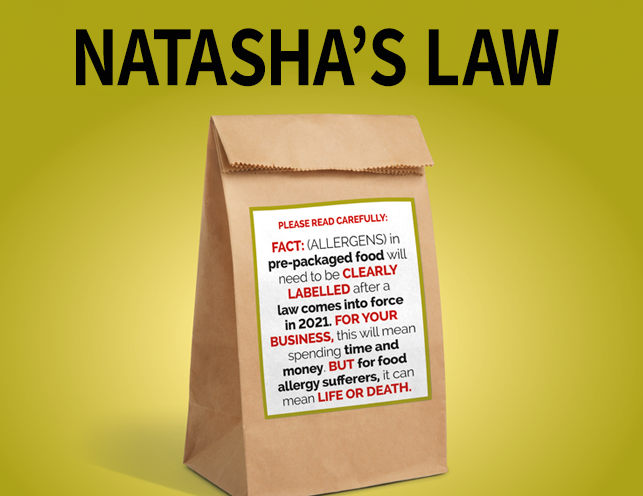 NATASHA'S LAW
PLEASE READ CAREFULLY:
FACT: (ALLERGENS) in
pre-packaged food will
need to be CLEARLY
LABELLED after a
law comes into force
in 2021. FOR YOUR
BUSINESS, this will mean
spending time and
money. BUT for food
allergy sufferers, it can
mean LIFE OR DEATH.